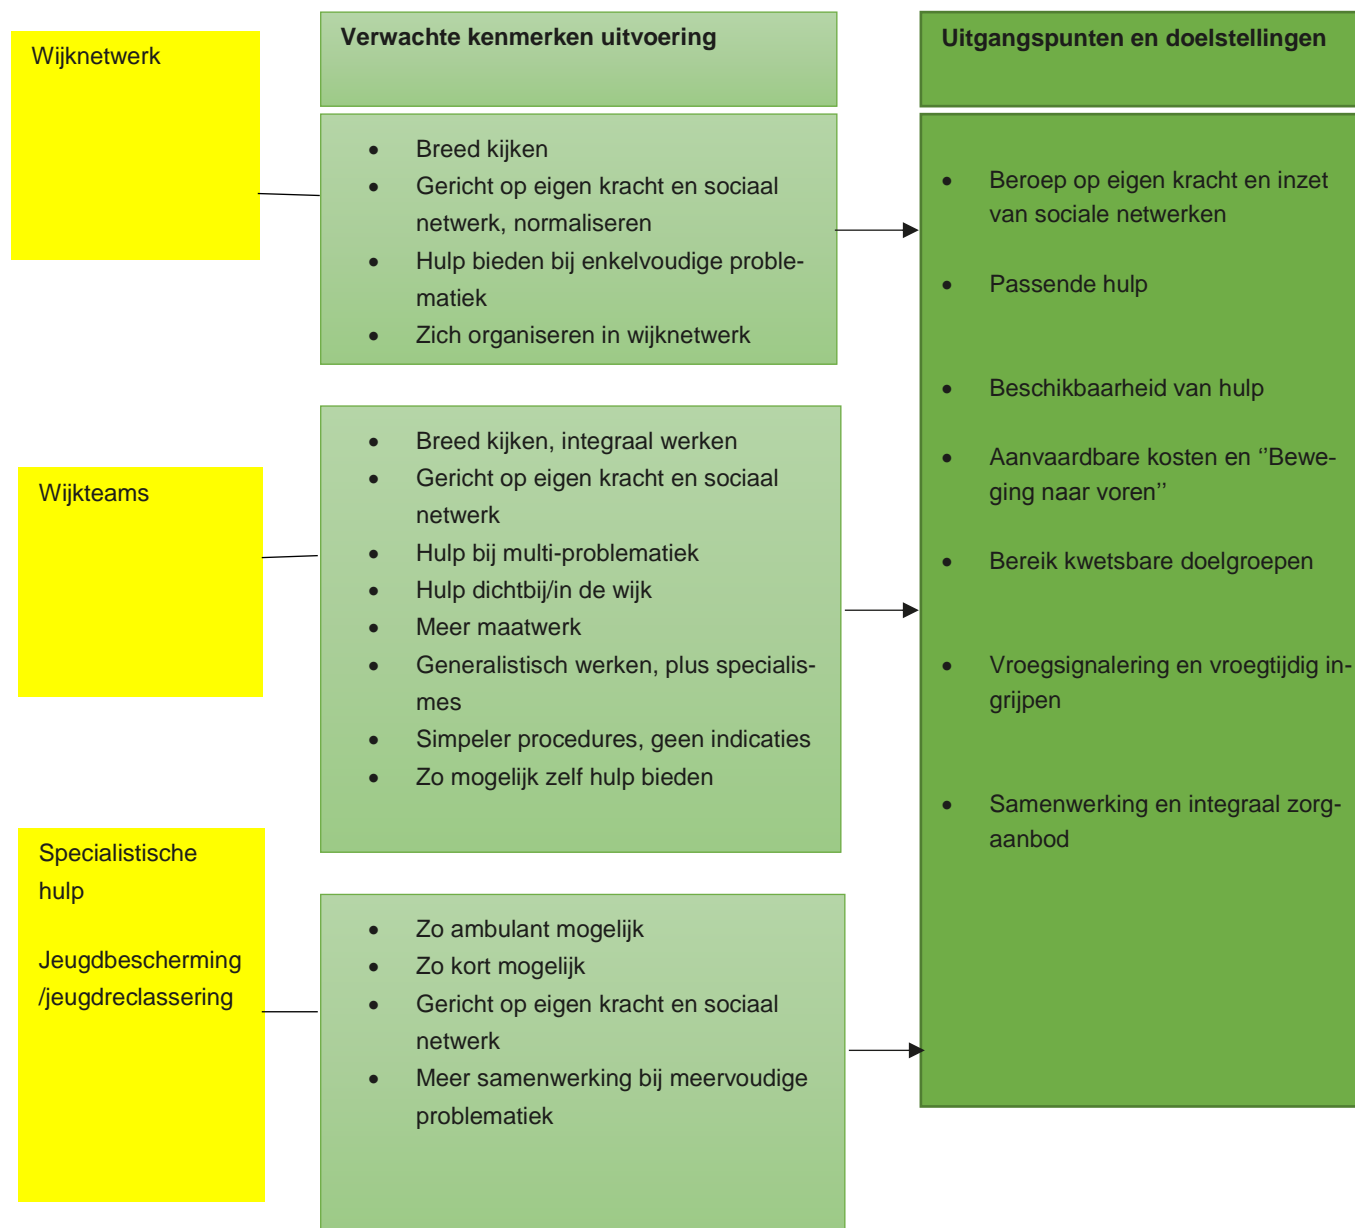 Wijknetwerk
Verwachte kenmerken uitvoering
• Breed kijken
• Gericht op eigen kracht en sociaal
netwerk, normaliseren
• Hulp bieden bij enkelvoudige proble-
matiek
• Zich organiseren in wijknetwerk
Wijkteams
• Breed kijken, integraal werken
• Gericht op eigen kracht en sociaal
netwerk
• Hulp bij multi-problematiek
• Hulp dichtbij/in de wijk
• Meer maatwerk
• Generalistisch werken, plus specialis-
mes
• Simpeler procedures, geen indicaties
• Zo mogelijk zelf hulp bieden
Specialistische
hulp
Jeugdbescherming
/jeugdreclassering
• Zo ambulant mogelijk
• Zo kort mogelijk
• Gericht op eigen kracht en sociaal
netwerk
• Meer samenwerking bij meervoudige
problematiek
Uitgangspunten en doelstellingen
• Beroep op eigen kracht en inzet
van sociale netwerken
• Passende hulp
• Beschikbaarheid van hulp
• Aanvaardbare kosten en ‘’Bewe-
ging naar voren’’
• Bereik kwetsbare doelgroepen
• Vroegsignalering en vroegtijdig in-
grijpen
• Samenwerking en integraal zorg-
aanbod